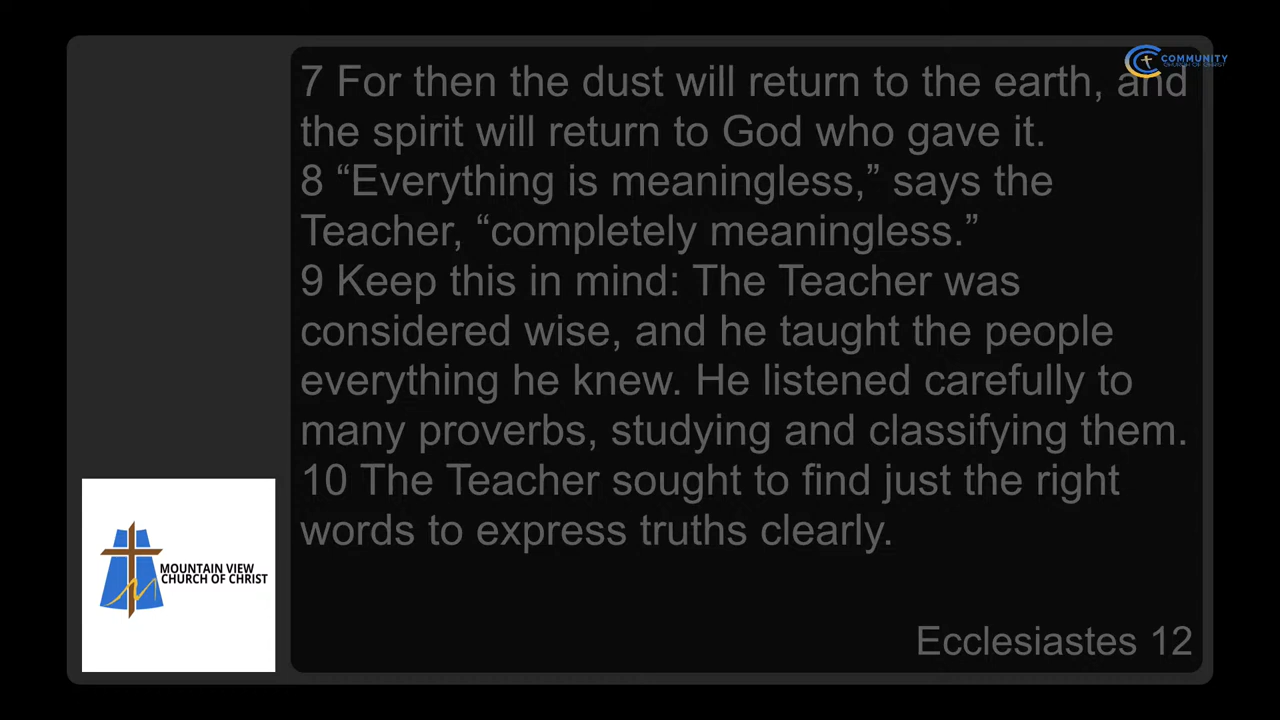 7 For then the dust will return to the earth, and
the spirit will return to God who gave it.
8 “Everything is meaningless,” says the
Teacher, “completely meaningless.”
9 Keep this in mind: The Teacher was
considered wise, and he taught the people
everything he knew. He listened carefully to
many proverbs, studying and classifying them.
10 The Teacher sought to find just the right
words to express truths clearly.
Ecclesiastes 12
COMMUNITY
CHURCH OF CHRIST
MOUNTAIN VIEW
CHURCH OF CHRIST